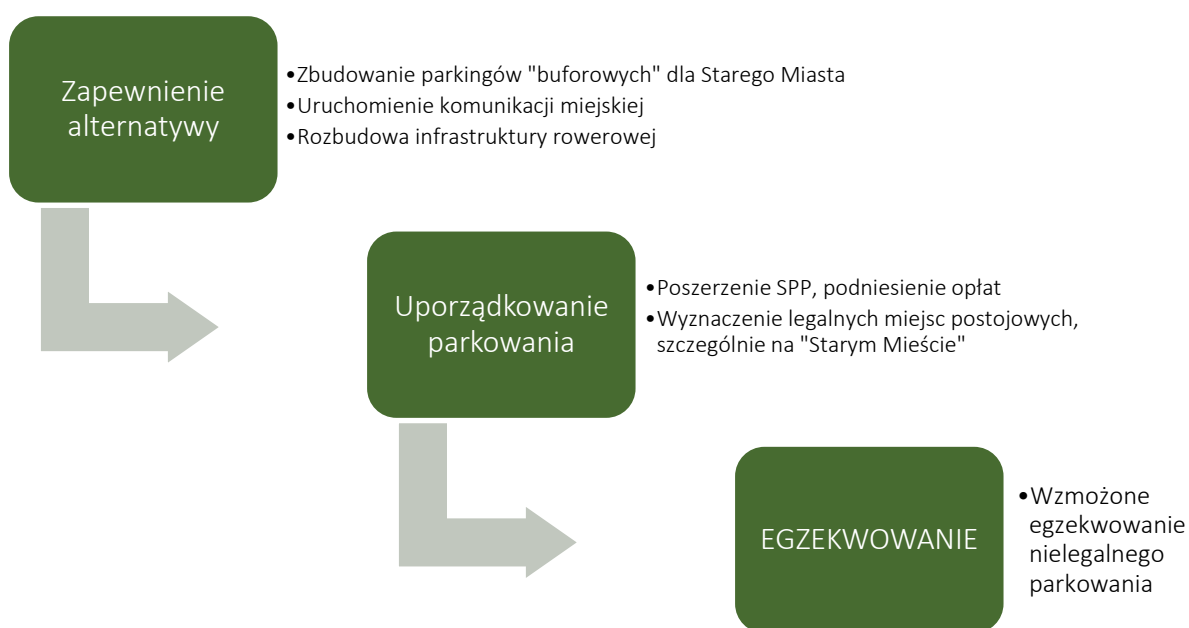 Zapewnienie
alternatywy
•Zbudowanie parkingów "buforowych" dla Starego Miasta
•Uruchomienie komunikacji miejskiej
•Rozbudowa infrastruktury rowerowej
Uporządkowanie
parkowania
•Poszerzenie SPP, podniesienie opłat
•Wyznaczenie legalnych miejsc postojowych,
szczególnie na "Starym Mieście"
EGZEKWOWANIE
•Wzmożone
egzekwowanie
nielegalnego
parkowania